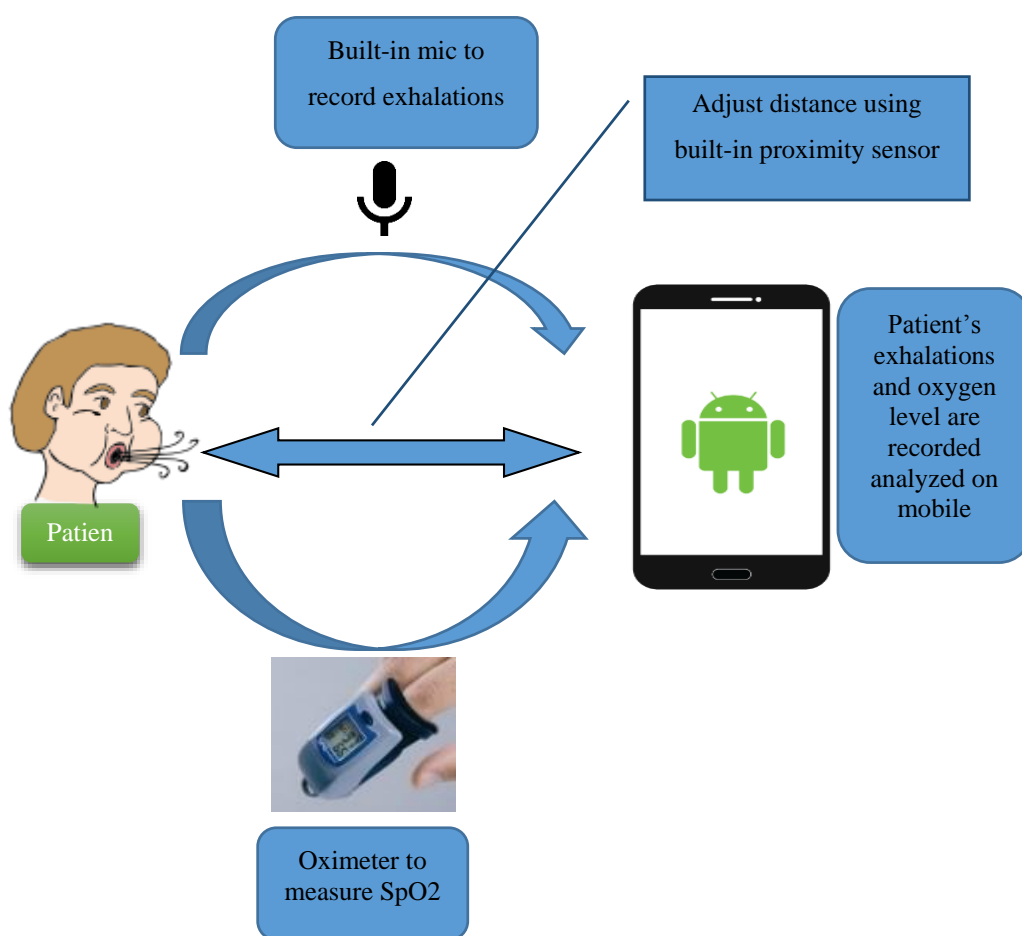 Built-in mic to
record exhalations
Adjust distance using
built-in proximity sensor
Patient’s
exhalations
and oxygen
level are
recorded
analyzed on
mobile
Patien
Oximeter to
measure SpO2